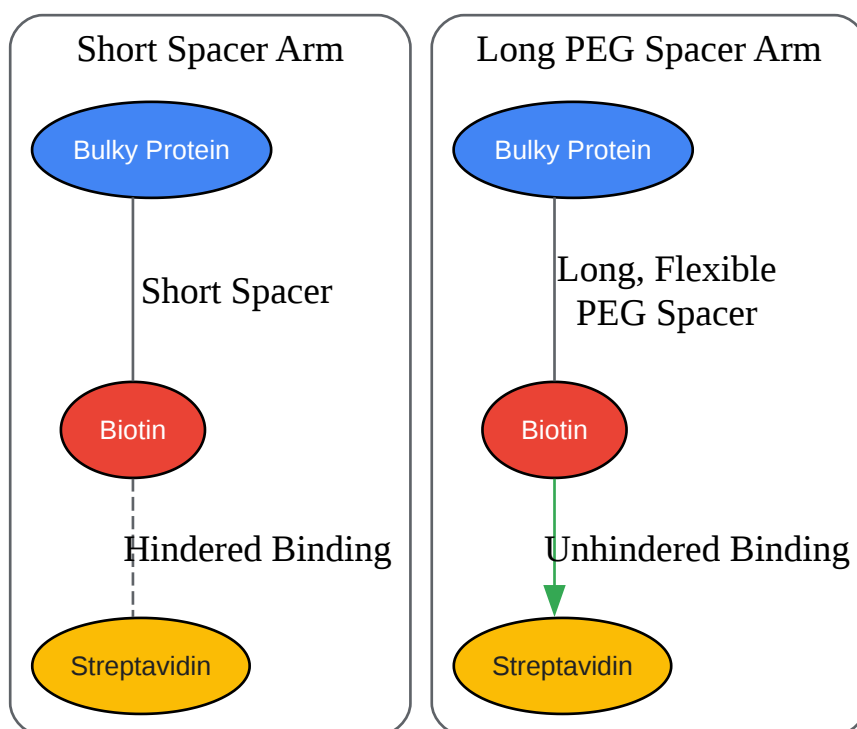 Short Spacer Arm
Bulky Protein
Short Spacer
Biotin
Hindered Binding
Streptavidin
Long PEG Spacer Arm
Bulky Protein
Long, Flexible
PEG Spacer
Biotin
Unhindered Binding
Streptavidin